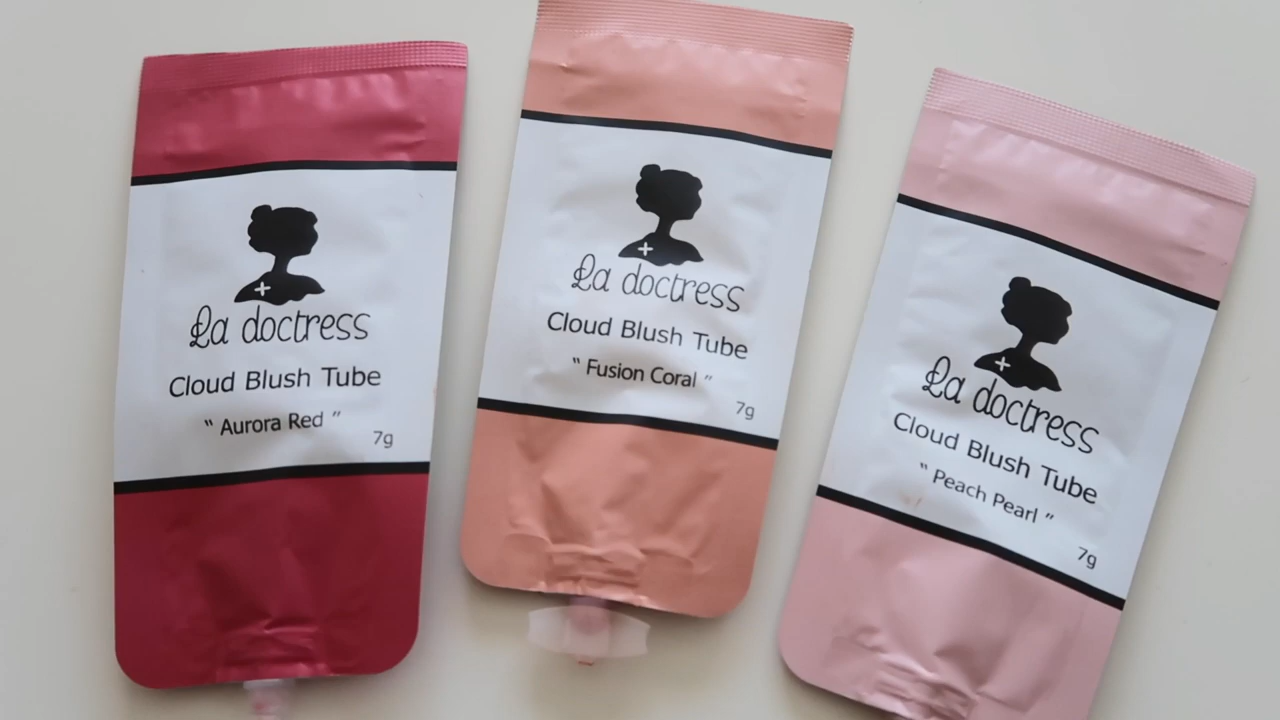 La doctress
Cloud Blush Tube
" Aurora Red "
7g
La doctress
Cloud Blush Tube
" Fusion Coral "
7g
La doctress
Cloud Blush Tube
" Peach Pearl "
7g